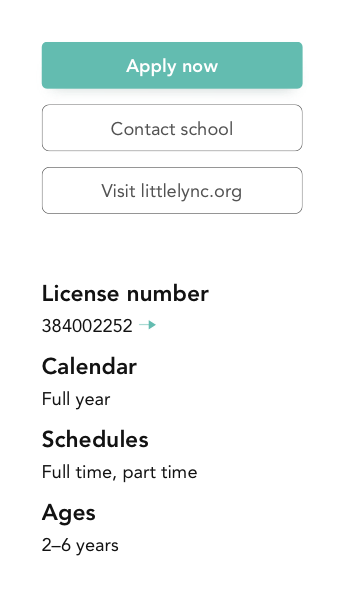 Apply now
Contact school
Visit littlelync.org
License number
384002252
Calendar
Full year
Schedules
Full time, part time
Ages
2–6 years